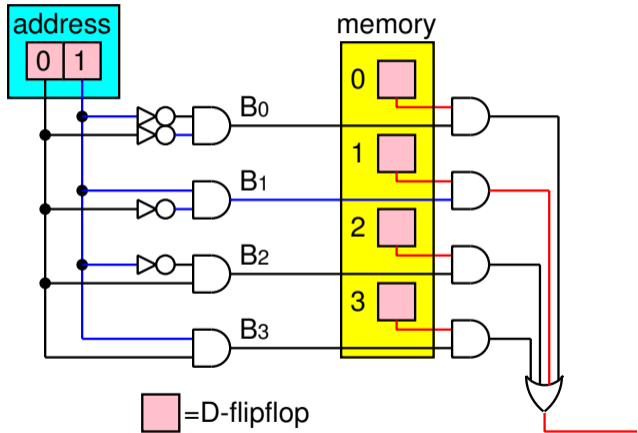 address
0 1
memory
0
B0
1
B1
2
B2
3
B3
=D-flipflop